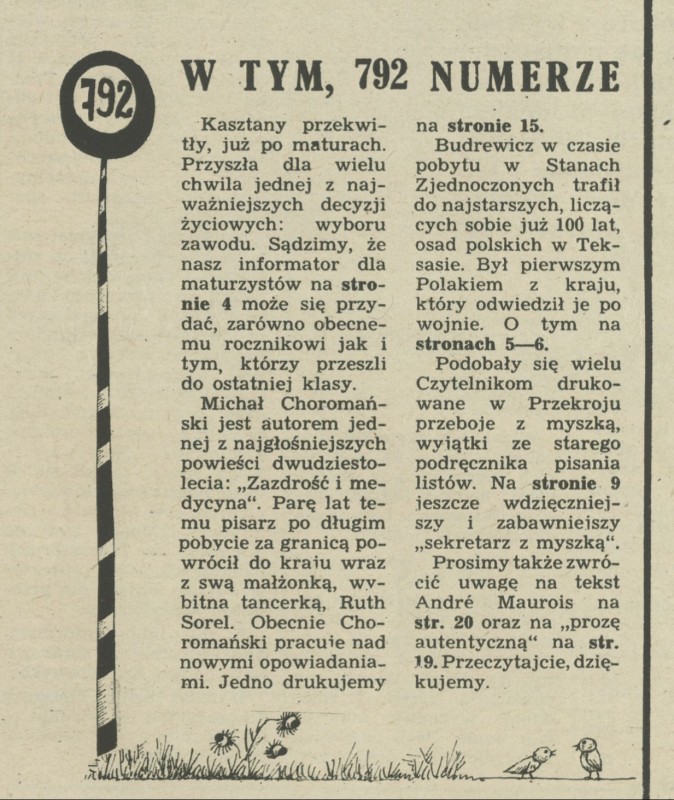 792
W TYM, 792 NUMERZE
Kasztany przekwi-
tły, już po maturach.
Przyszła dla wielu
chwila jednej z naj-
ważniejszych decyzji
życiowych: wyboru
zawodu. Sądzimy, że
nasz informator dla
maturzystów na stro-
nie 4 może się przy-
dać, zarówno obecne-
mu rocznikowi jak i
tym, którzy przeszli
do ostatniej klasy.
Michał Choromań-
ski jest autorem jed-
nej z najgłośniejszych
powieści dwudziesto-
lecia: „Zazdrość i me-
dycyna“. Parę lat te-
mu pisarz po długim
pobycie za granicą po-
wrócił do kraju wraz
z swą małżonką, wy-
bitna tancerką, Ruth
Sorel. Obecnie Cho-
romański pracuje nad
nowymi opowiadania-
mi. Jedno drukujemy
na stronie 15.
Budrewicz w czasie
pobytu w Stanach
Zjednoczonych trafił
do najstarszych, liczą-
cych sobie już 100 lat,
osad polskich w Tek-
sasie. Był pierwszym
Polakiem z kraju,
który odwiedził je po
wojnie. O tym na
stronach 5—6.
Podobały się wielu
Czytelnikom druko-
wane w Przekroju
przeboje z myszką,
wyjątki ze starego
podręcznika pisania
listów. Na stronie 9
jeszcze wdzięczniej-
szy i zabawniejszy
„sekretarz z myszką“.
Prosimy także zwró-
cić uwagę na tekst
André Maurois na
str. 20 oraz na „prozę
autentyczną“ na str.
19. Przeczytajcie, dzię-
kujemy.